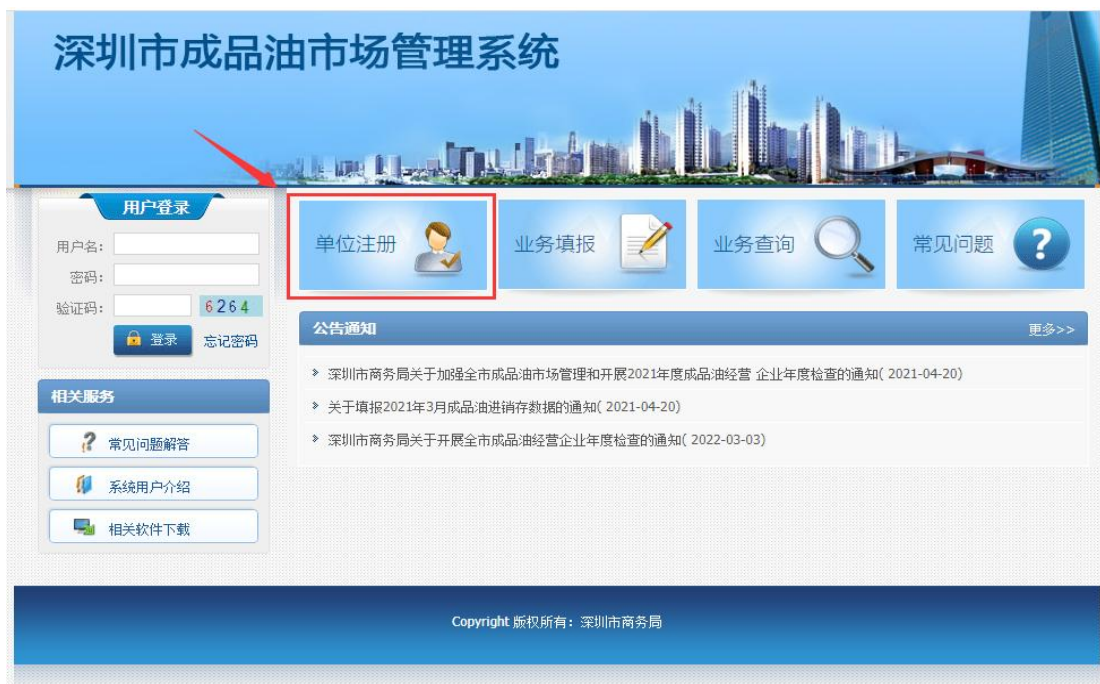 深圳市成品油市场管理系统
用户登录
用户名:
密码:
验证码:
6264
登录
忘记密码
单位注册
业务填报
业务查询
常见问题
?
公告通知
更多>>
深圳市商务局关于加强全市成品油市场管理和开展2021年度成品油经营 企业年度检查的通知( 2021-04-20)
关于填报2021年3月成品油进销存数据的通知( 2021-04-20)
深圳市商务局关于开展全市成品油经营企业年度检查的通知( 2022-03-03)
相关服务
?
常见问题解答
系统用户介绍
相关软件下载
Copyright 版权所有：深圳市商务局